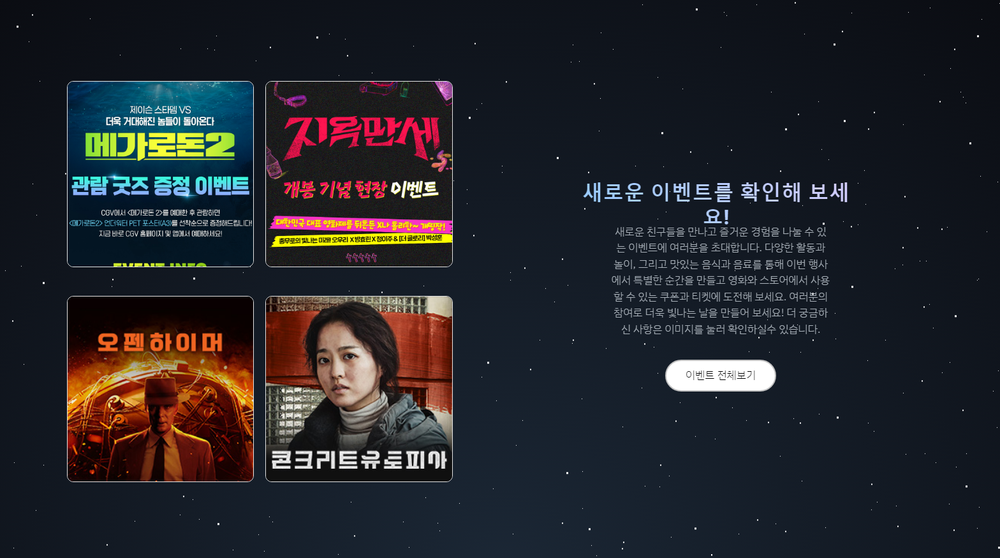 제이슨 스타뎀 VS
더욱 거대해진 놈들이 돌아온다
메가로돈2
관람 굿즈 증정 이벤트
CGV에서 <메가로돈 2>를 예매한 후 관람하면
<메가로돈2> 언더워터 PET 포스터(A3)를 선착순으로 증정해드립니다!
지금 바로 CGV 홈페이지 및 앱에서 예매하세요!
EVENT INFO
지옥만세
개봉 기념 현장 이벤트
대한민국 대표 영화제를 뒤흔든 X나 똘리한~ 개띵작!
충무로의 빛나는 미래! 오우리 X 방효린 X 정이주 & [더 글로리] 박성훈
오펜하이머
콘크리트유토피아
새로운 이벤트를 확인해 보세
요!
새로운 친구들을 만나고 즐거운 경험을 나눌 수 있
는 이벤트에 여러분을 초대합니다. 다양한 활동과
놀이, 그리고 맛있는 음식과 음료를 통해 이번 행사
에서 특별한 순간을 만들고 영화와 스토어에서 사용
할 수 있는 쿠폰과 티켓에 도전해 보세요. 여러분의
참여로 더욱 빛나는 날을 만들어 보세요! 더 궁금하
신 사항은 이미지를 눌러 확인하실수 있습니다.
이벤트 전체보기